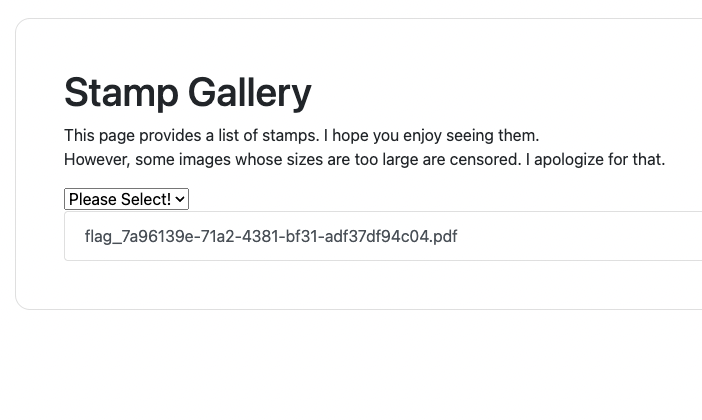 Stamp Gallery
This page provides a list of stamps. I hope you enjoy seeing them.
However, some images whose sizes are too large are censored. I apologize for that.
Please Select!
flag_7a96139e-71a2-4381-bf31-adf37df94c04.pdf